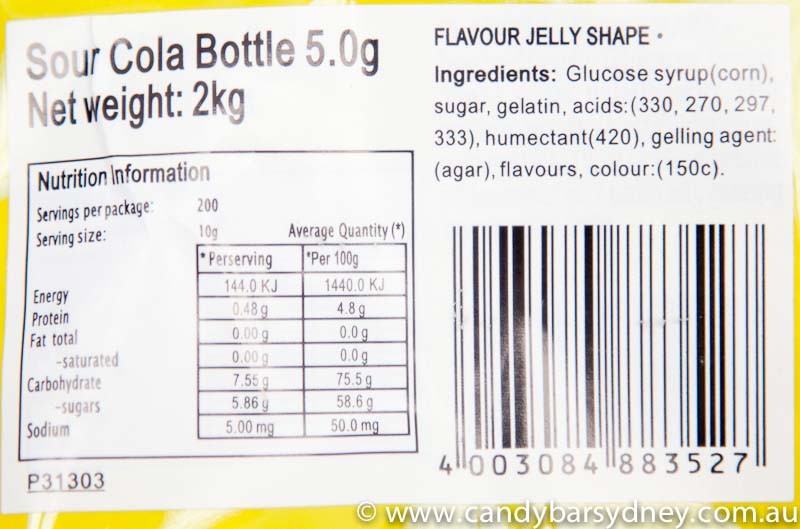 Sour Cola Bottle 5.0g
Net weight: 2kg
FLAVOUR JELLY SHAPE •
Ingredients: Glucose syrup(corn),
sugar, gelatin, acids:(330, 270, 297,
333), humectant(420), gelling agent:
(agar), flavours, colour:(150c).
Nutrition Information
Servings per package: 200
Serving size: 10g Average Quantity (*)
* Perserving *Per 100g
Energy 144.0 KJ 1440.0 KJ
Protein 0.48 g 4.8 g
Fat total 0.00 g 0.0 g
-saturated 0.00 g 0.0 g
Carbohydrate 7.55 g 75.5 g
-sugars 5.86 g 58.6 g
Sodium 5.00 mg 50.0 mg
P31303
4 003084 883527
© www.candybarsydney.com.au